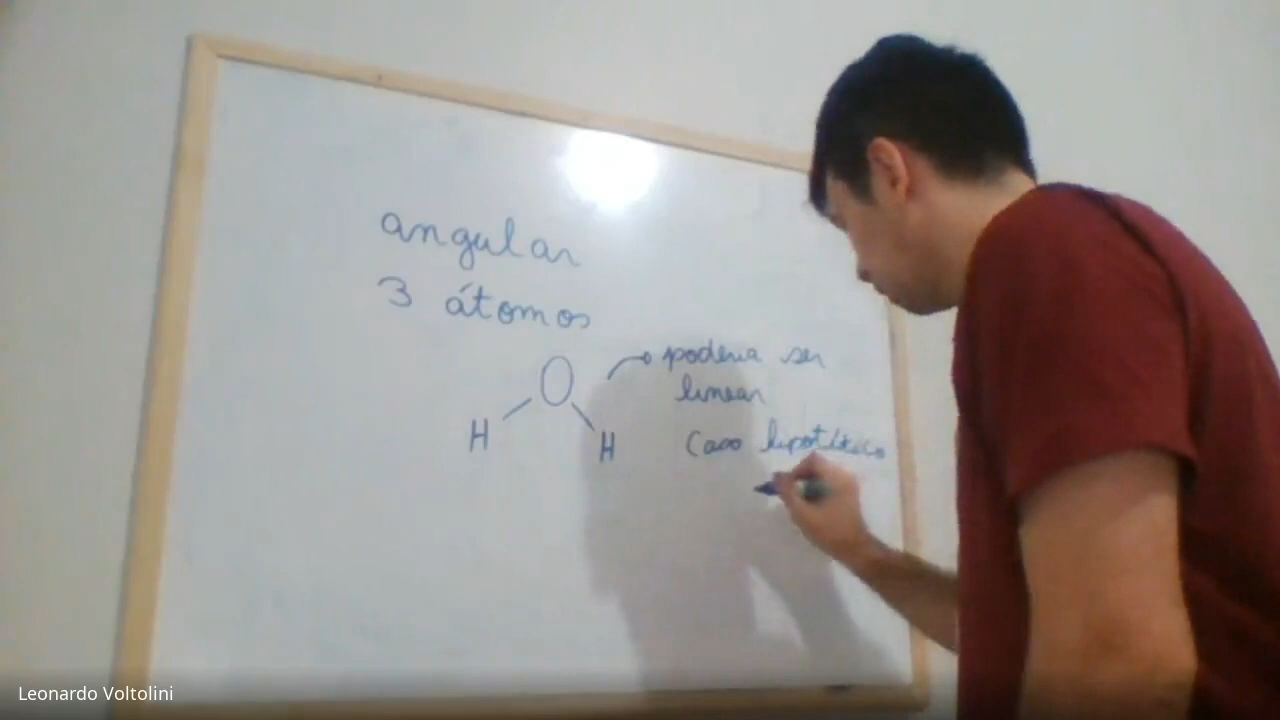 angular
3 átomos
O
H
H
poderia ser
linear
Caso hipotético
Leonardo Voltolini